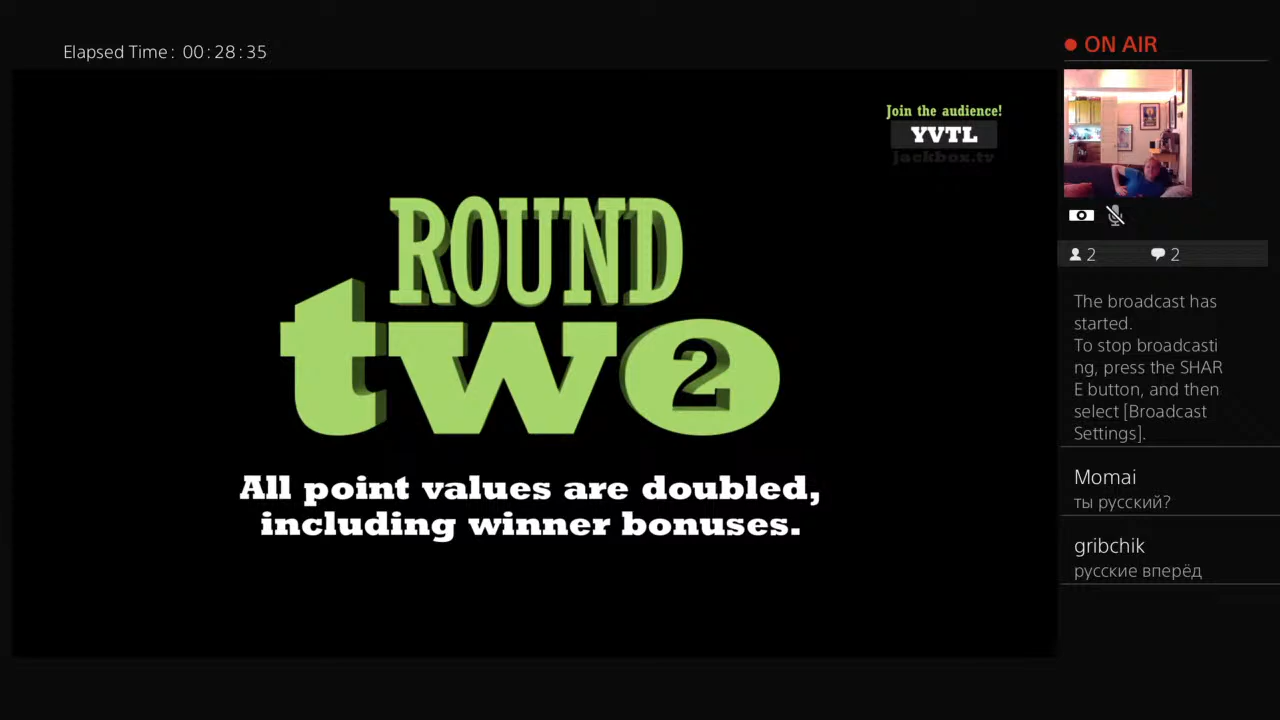 Elapsed Time: 00:28:35
ON AIR
Join the audience!
YVTL
jackbox.tv
ROUND
two
2
All point values are doubled,
including winner bonuses.
2 2
The broadcast has
started.
To stop broadcasti
ng, press the SHAR
E button, and then
select [Broadcast
Settings].
Momai
ты русский?
gribchik
русские вперёд